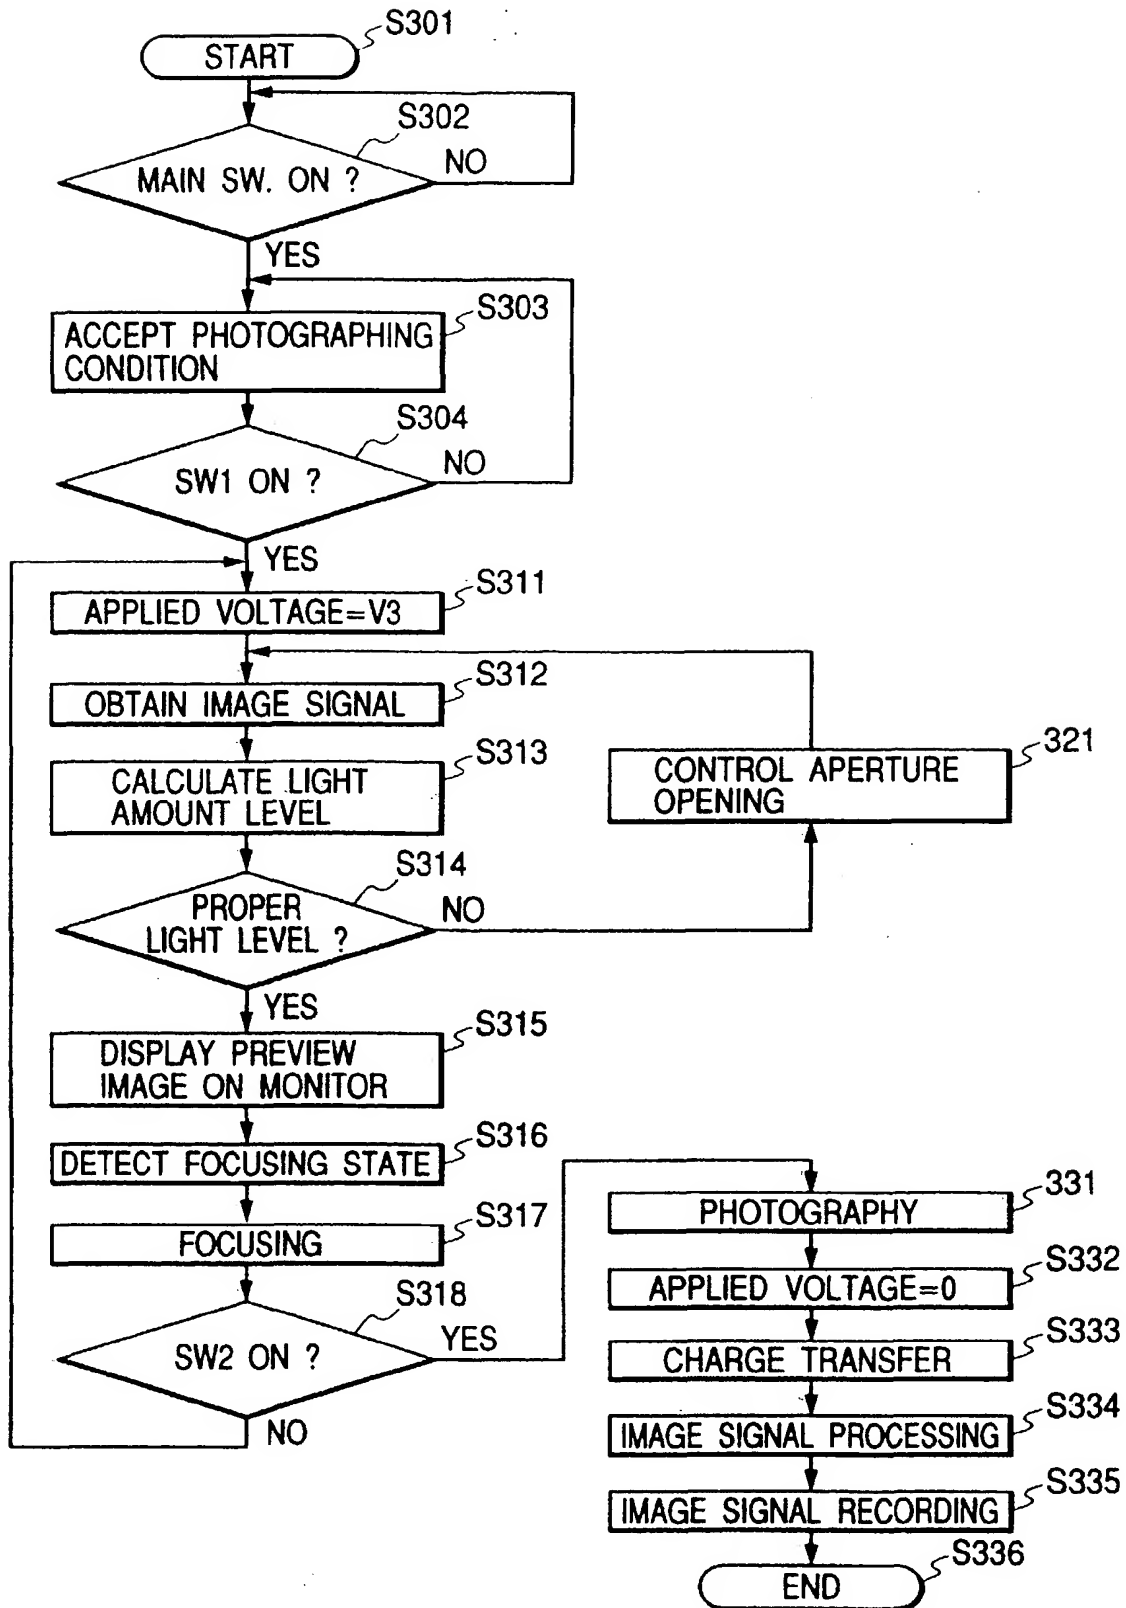 START
S301
S302
MAIN SW. ON ?
NO
YES
S303
ACCEPT PHOTOGRAPHING
CONDITION
S304
SW1 ON ?
NO
YES
S311
APPLIED VOLTAGE=V3
S312
OBTAIN IMAGE SIGNAL
S313
CALCULATE LIGHT
AMOUNT LEVEL
321
CONTROL APERTURE
OPENING
S314
PROPER
LIGHT LEVEL ?
NO
YES
S315
DISPLAY PREVIEW
IMAGE ON MONITOR
S316
DETECT FOCUSING STATE
S317
FOCUSING
S318
SW2 ON ?
YES
NO
331
PHOTOGRAPHY
S332
APPLIED VOLTAGE=0
S333
CHARGE TRANSFER
S334
IMAGE SIGNAL PROCESSING
S335
IMAGE SIGNAL RECORDING
S336
END